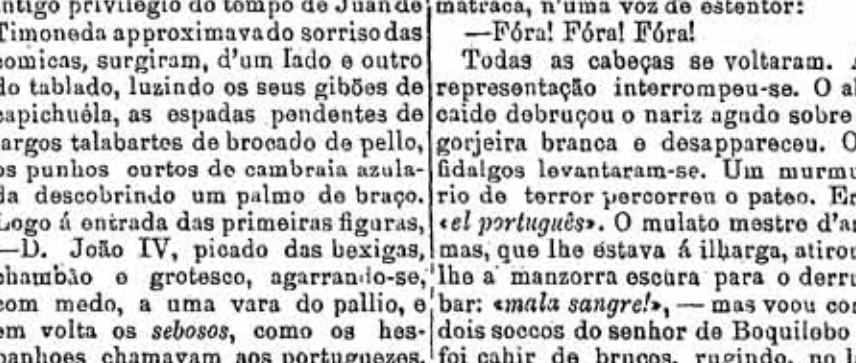 antigo privilegio do tompo de Juan de
Timoneda approximava do sorriso das
comicas, surgiram, d'um lado e outro
do tablado, luzindo os seus gibões de
capichuéla, as espadas pendentes de
largos talabartes de brocado de pello,
os punhos curtos de cambraia azula-
da descobrindo um palmo de braço.
Logo á entrada das primeiras figuras,
—D. João IV, picado das bexigas,
chambão e grotesco, agarrando-se,
com medo, a uma vara do pallio, e
em volta os sebosos, como os hes-
panhoes chamavam aos portuguezes.
matraca, n'uma voz de estentor:
—Fóra! Fóra! Fóra!
Todas as cabeças se voltaram.
representação interrompeu-se. O al
caide debruçou o nariz agudo sobre
gorjeira branca e desappareceu. O
fidalgos levantaram-se. Um murmu
rio de terror percorreu o pateo. Er
«el português». O mulato mestre d'ar
mas, que lhe estava á ilharga, atirou
lhe a manzorra escura para o derru
bar: «mala sangre!», — mas voou com
dois soccos do senhor de Boquilobo
foi cahir de bruços, rugindo,